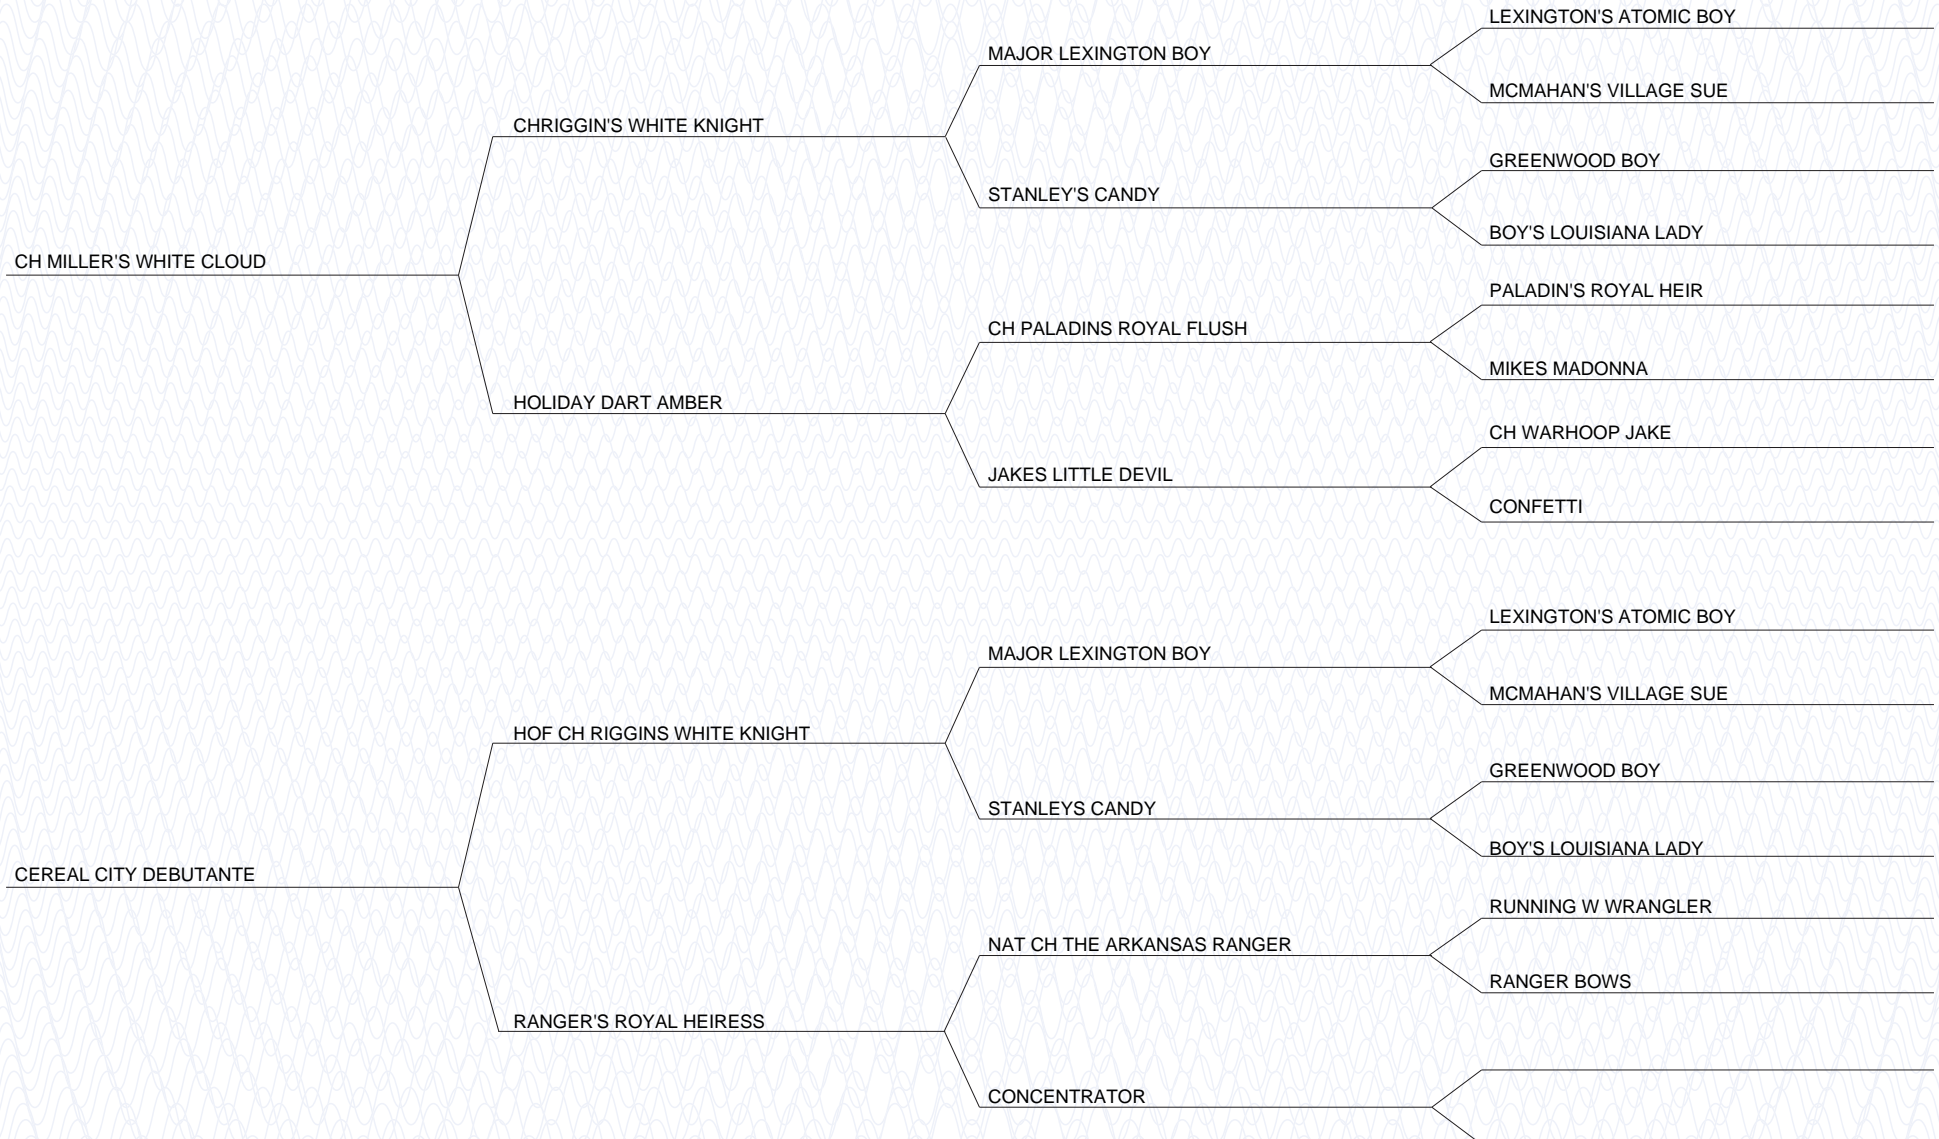 LEXINGTON'S ATOMIC BOY
MAJOR LEXINGTON BOY
MCMAHAN'S VILLAGE SUE
CHRIGGIN'S WHITE KNIGHT
GREENWOOD BOY
STANLEY'S CANDY
BOY'S LOUISIANA LADY
CH MILLER'S WHITE CLOUD
PALADIN'S ROYAL HEIR
CH PALADINS ROYAL FLUSH
MIKES MADONNA
HOLIDAY DART AMBER
CH WARHOOP JAKE
JAKES LITTLE DEVIL
CONFETTI
LEXINGTON'S ATOMIC BOY
MAJOR LEXINGTON BOY
MCMAHAN'S VILLAGE SUE
HOF CH RIGGINS WHITE KNIGHT
GREENWOOD BOY
STANLEYS CANDY
BOY'S LOUISIANA LADY
CEREAL CITY DEBUTANTE
RUNNING W WRANGLER
NAT CH THE ARKANSAS RANGER
RANGER BOWS
RANGER'S ROYAL HEIRESS
CONCENTRATOR